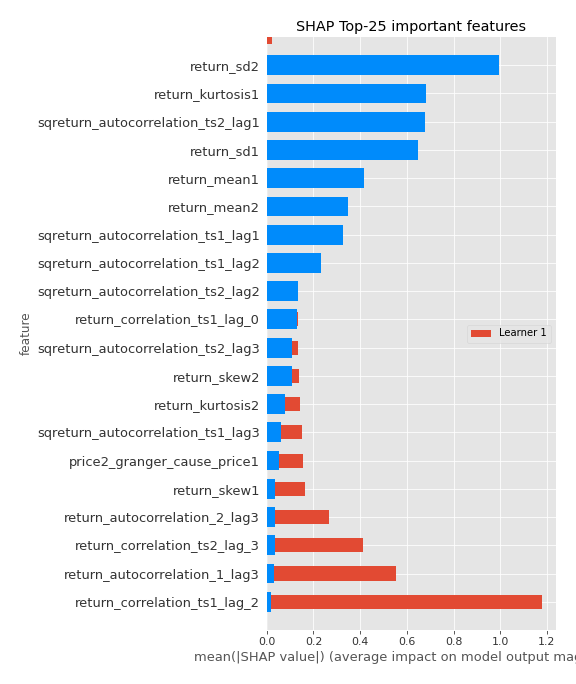 SHAP Top-25 important features
return_sd2
return_kurtosis1
sqreturn_autocorrelation_ts2_lag1
return_sd1
return_mean1
return_mean2
sqreturn_autocorrelation_ts1_lag1
sqreturn_autocorrelation_ts1_lag2
sqreturn_autocorrelation_ts2_lag2
return_correlation_ts1_lag_0
sqreturn_autocorrelation_ts2_lag3
return_skew2
return_kurtosis2
sqreturn_autocorrelation_ts1_lag3
price2_granger_cause_price1
return_skew1
return_autocorrelation_2_lag3
return_correlation_ts2_lag_3
return_autocorrelation_1_lag3
return_correlation_ts1_lag_2
feature
Learner 1
0.0 0.2 0.4 0.6 0.8 1.0 1.2
mean(|SHAP value|) (average impact on model output mag